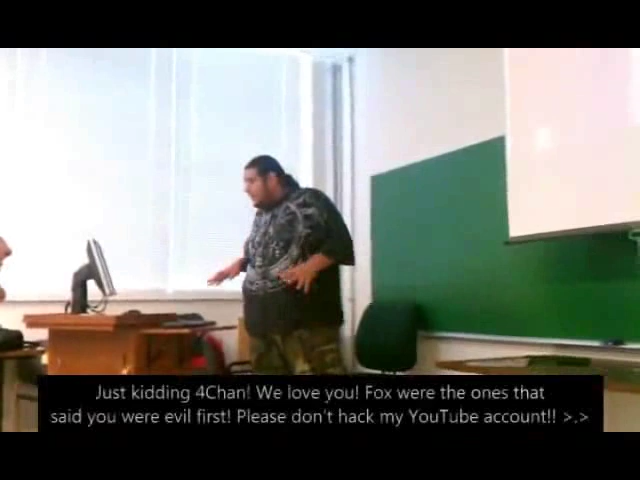 Just kidding 4Chan! We love you! Fox were the ones that
said you were evil first! Please don't hack my YouTube account!! >.>